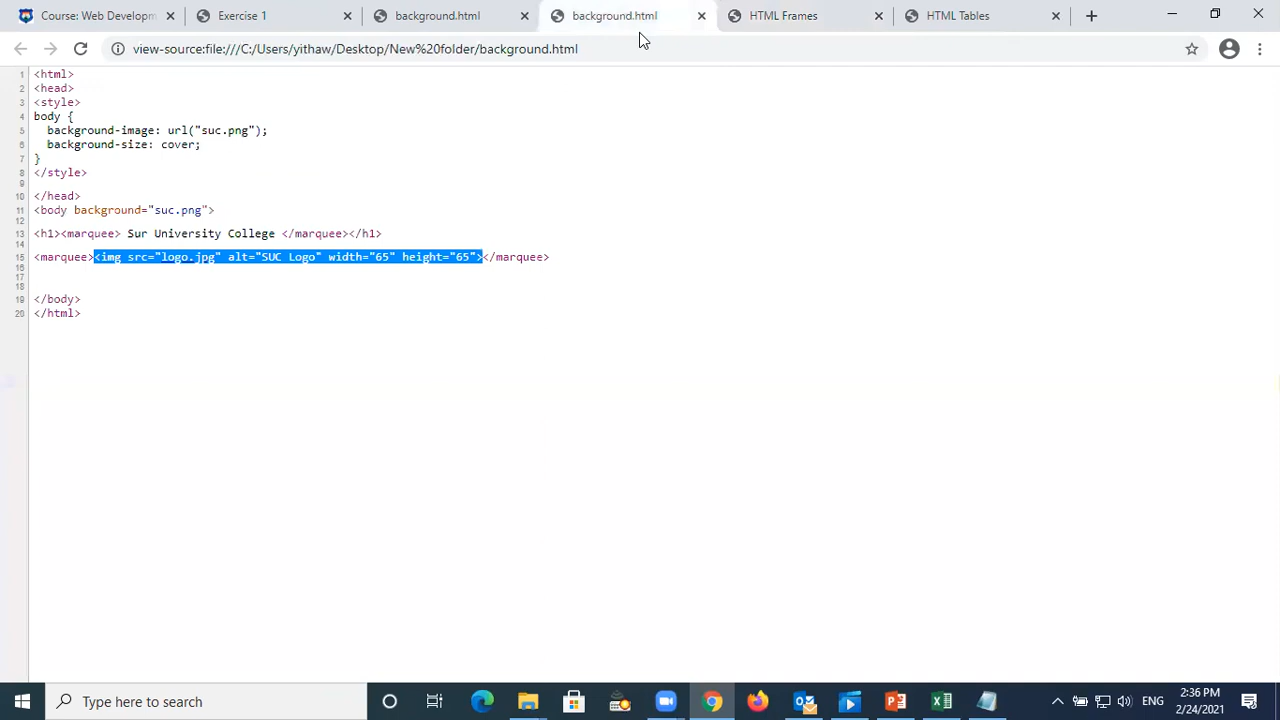 Course: Web Developm
Exercise 1
background.html
background.html
HTML Frames
HTML Tables
view-source:file:///C:/Users/yithaw/Desktop/New%20folder/background.html
1 <html>
2 <head>
3 <style>
4 body {
5 background-image: url("suc.png");
6 background-size: cover;
7 }
8 </style>
9
10 </head>
11 <body background="suc.png">
12
13 <h1><marquee> Sur University College </marquee></h1>
14
15 <marquee><img src="logo.jpg" alt="SUC Logo" width="65" height="65"></marquee>
16
17
18
19 </body>
20 </html>
Type here to search
ENG
2:36 PM
2/24/2021